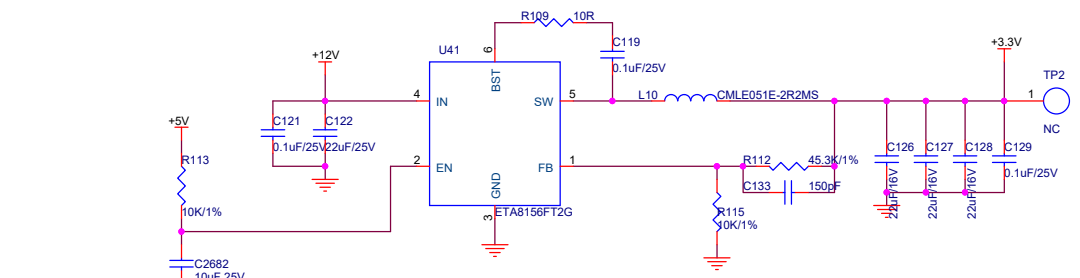 R109 10R
+3.3V
U41
6
C119
+12V
0.1uF/25V
TP2
BST
4 IN
SW 5
L10 CMLE051E-2R2MS
1
+5V
C121 C122
0.1uF/25V 22uF/25V
NC
R113
2 EN
FB 1
R112 45.3K/1%
C126 C127 C128 C129
0.1uF/25V
GND
C133 150pF
22uF/16V 22uF/16V 22uF/16V
10K/1%
3
ETA8156FT2G
R115
10K/1%
C2682
10uF,25V